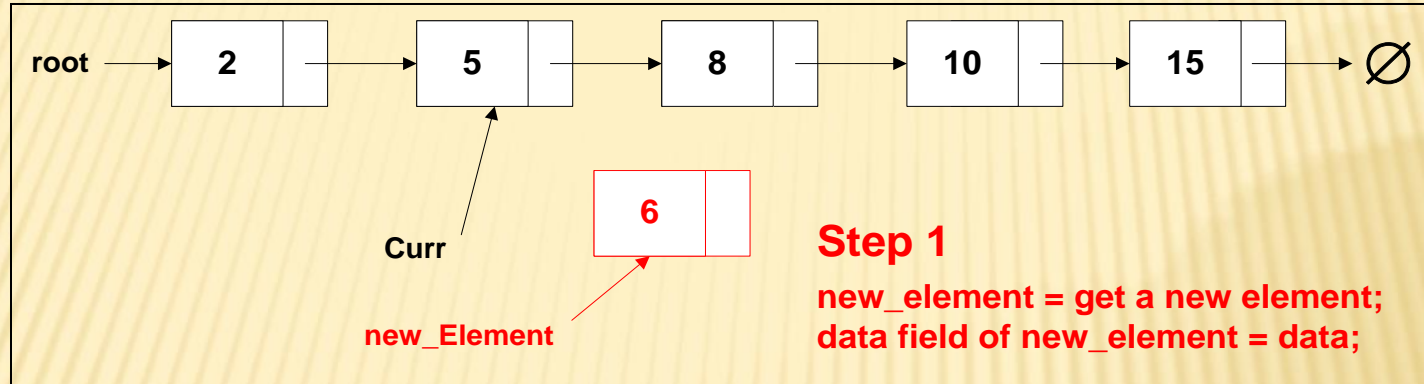 root 2 5 8 10 15 ∅
6
Curr
new_Element
Step 1
new_element = get a new element;
data field of new_element = data;